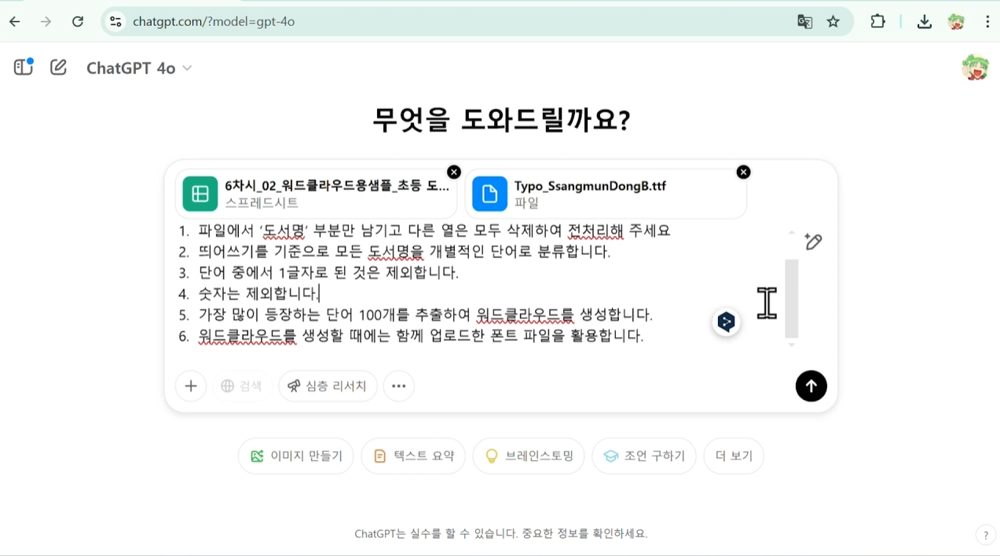 chatgpt.com/?model=gpt-4o
ChatGPT 4o
무엇을 도와드릴까요?
6차시_02_워드클라우드용샘플_초등 도...
스프레드시트
Typo_SsangmunDongB.ttf
파일
1. 파일에서 ‘도서명’ 부분만 남기고 다른 열은 모두 삭제하여 전처리해 주세요
2. 띄어쓰기를 기준으로 모든 도서명을 개별적인 단어로 분류합니다.
3. 단어 중에서 1글자로 된 것은 제외합니다.
4. 숫자는 제외합니다.
5. 가장 많이 등장하는 단어 100개를 추출하여 워드클라우드를 생성합니다.
6. 워드클라우드를 생성할 때에는 함께 업로드한 폰트 파일을 활용합니다.
검색
심층 리서치
이미지 만들기
텍스트 요약
브레인스토밍
조언 구하기
더 보기
ChatGPT는 실수를 할 수 있습니다. 중요한 정보를 확인하세요.
?